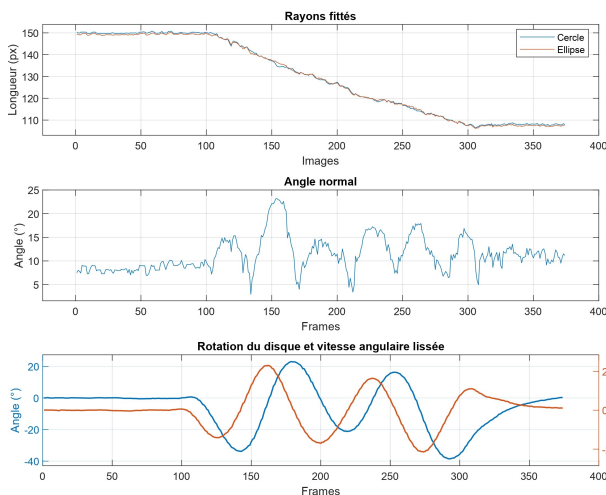 Rayons fittés
150
140
130
120
110
Longueur (px)
Cercle
Ellipse
0 50 100 150 200 250 300 350 400
Images
Angle normal
25
20
15
10
5
Angle (°)
0 50 100 150 200 250 300 350 400
Frames
Rotation du disque et vitesse angulaire lissée
20
0
-20
-40
Angle (°)
2
0
-
0 50 100 150 200 250 300 350 400
Frames